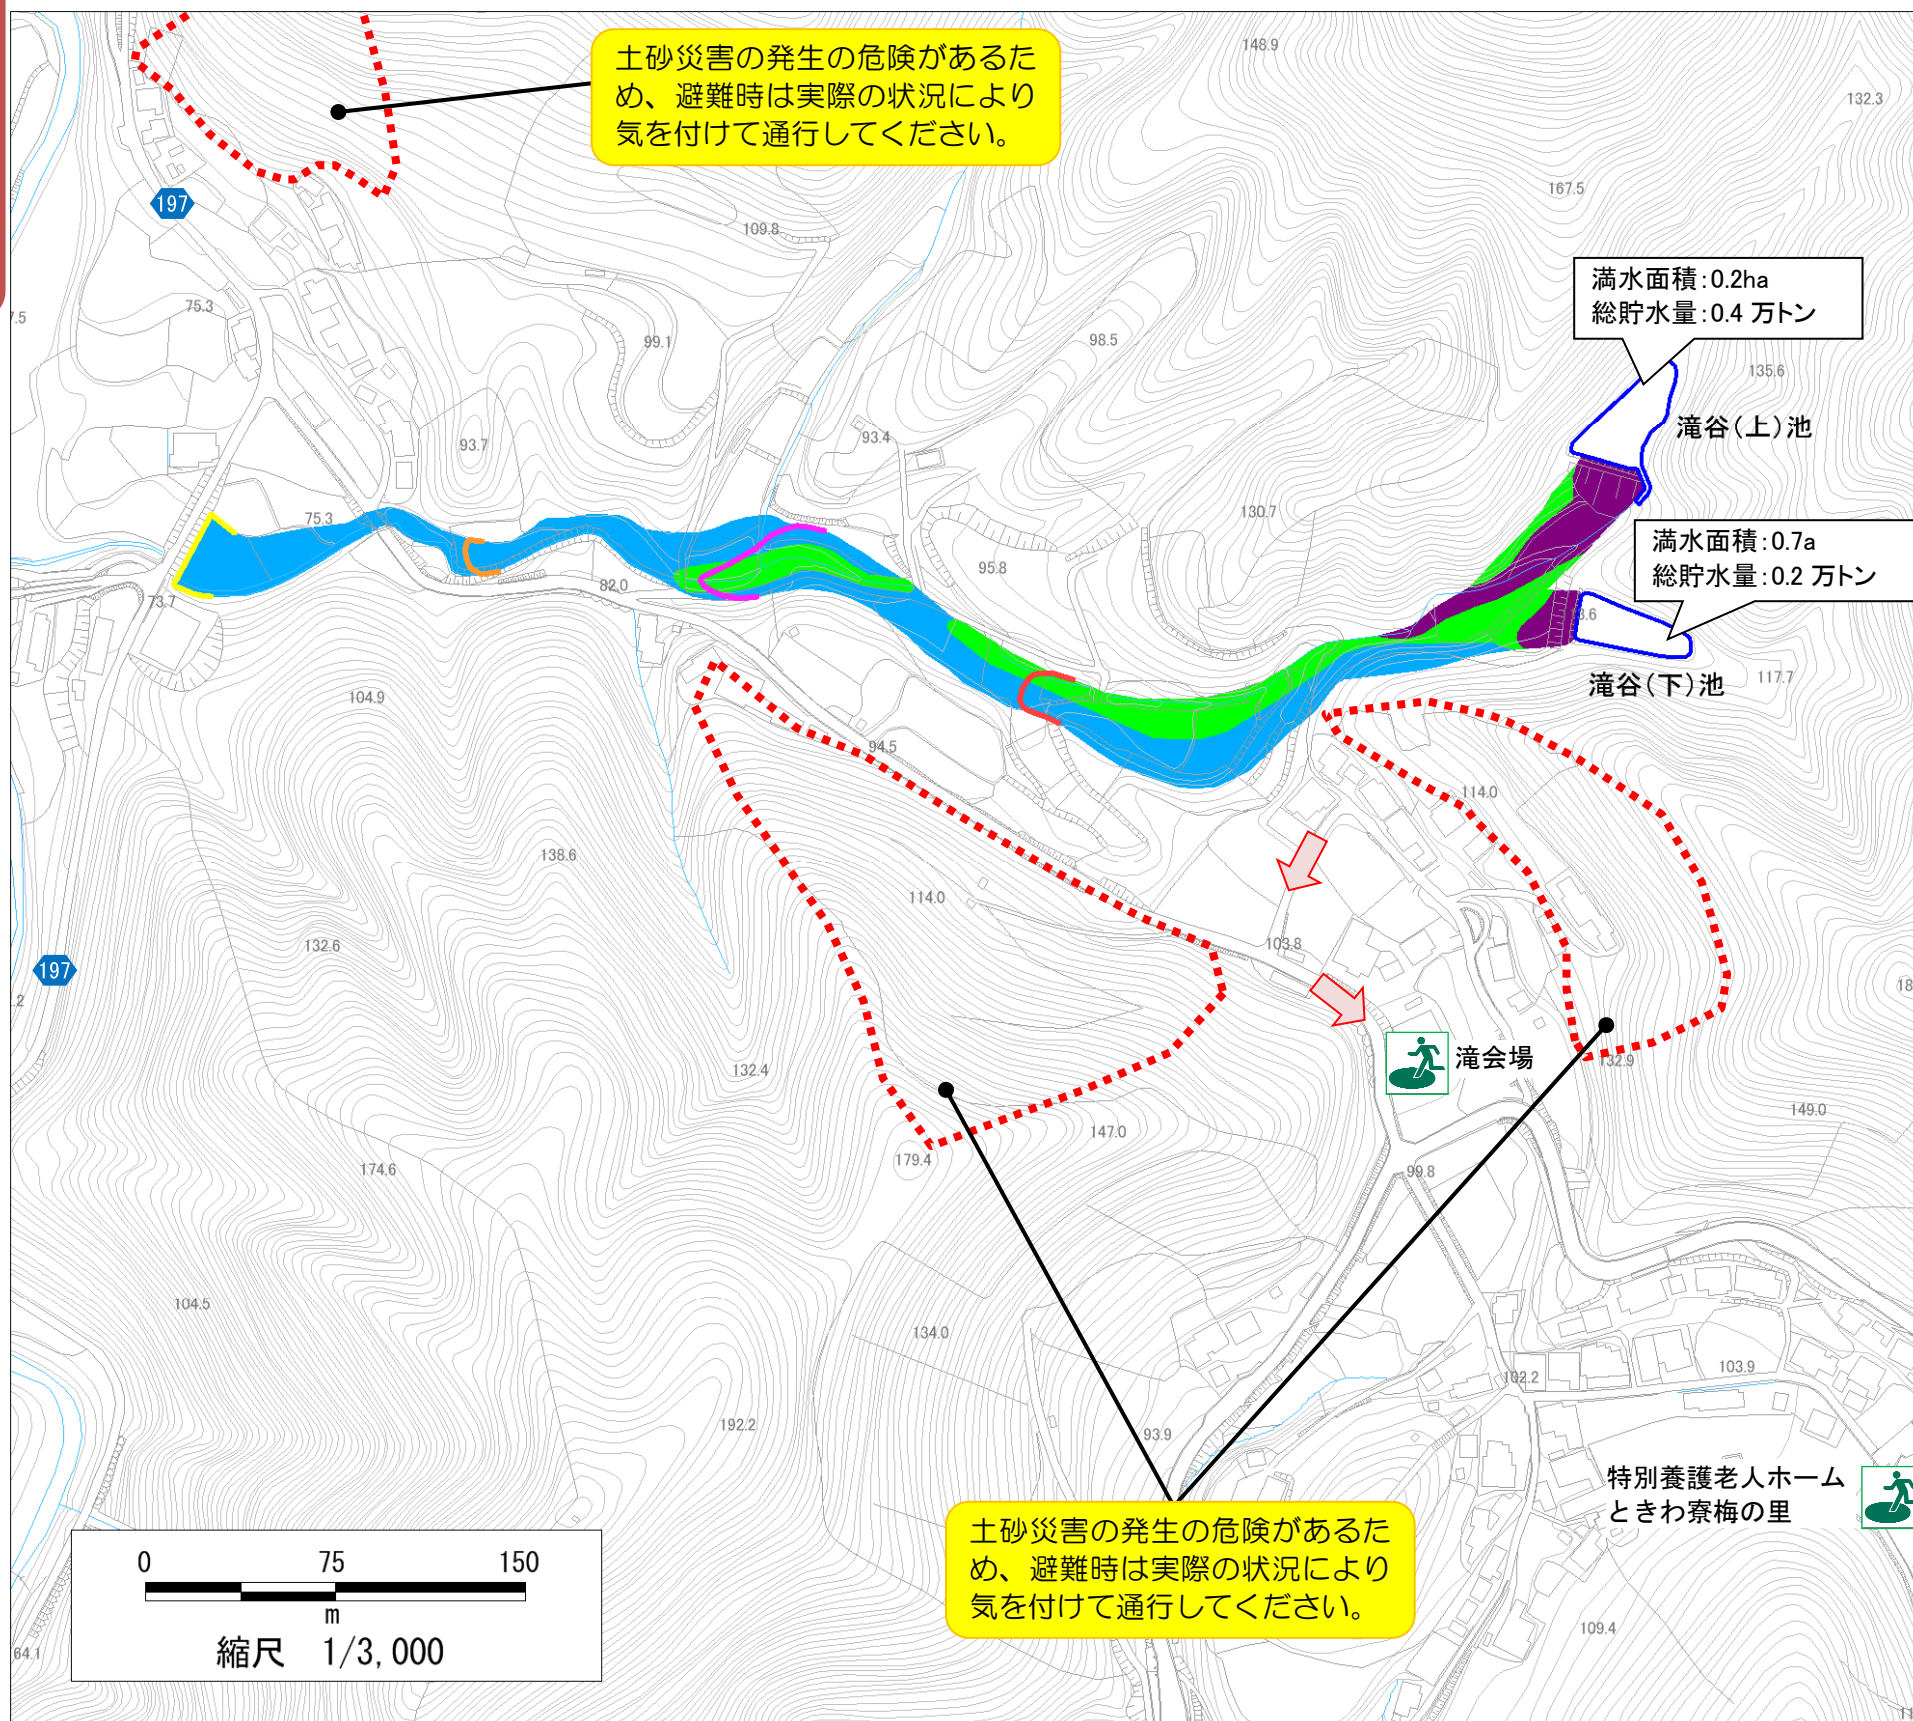 土砂災害の発生の危険があるた
め、避難時は実際の状況により
気を付けて通行してください。
148.9
132.3
167.5
197
109.8
満水面積:0.2ha
総貯水量:0.4 万トン
75.3
7.5
99.1
98.5
135.6
滝谷(上)池
93.7
93.4
130.7
75.3
満水面積:0.7a
総貯水量:0.2 万トン
95.8
82.0
73.7
3.6
滝谷(下)池
117.7
104.9
94.5
114.0
138.6
114.0
132.6
103.8
197
.2
18
滝会場
132.4
132.9
149.0
147.0
179.4
174.6
99.8
104.5
134.0
103.9
102.2
192.2
93.9
特別養護老人ホーム
ときわ寮梅の里
土砂災害の発生の危険があるた
め、避難時は実際の状況により
気を付けて通行してください。
0 75 150
m
縮尺 1/3,000
109.4
64.1
11